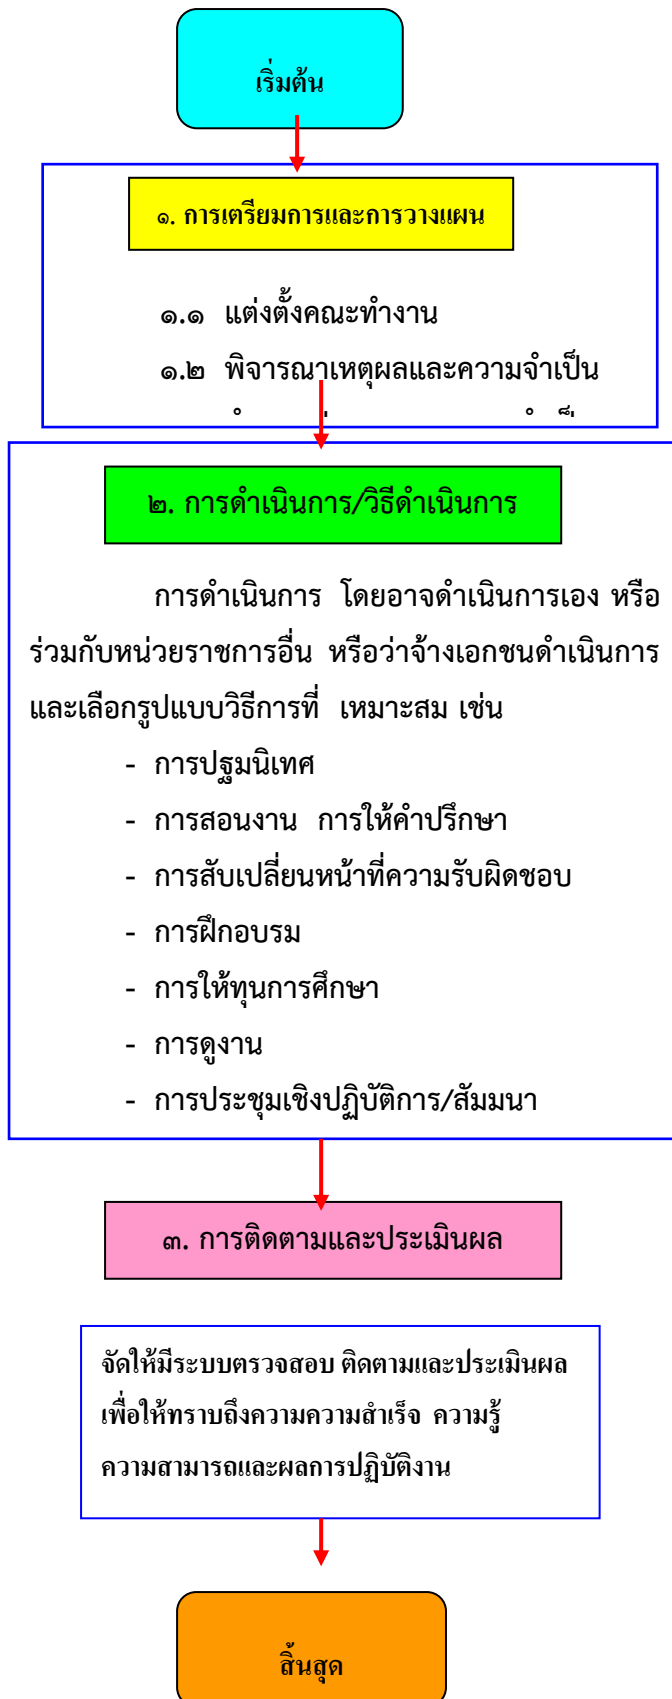 เริ่มต้น
๑. การเตรียมการและการวางแผน
๑.๑ แต่งตั้งคณะทำงาน
๑.๒ พิจารณาเหตุผลและความจำเป็น
๒. การดำเนินการ/วิธีดำเนินการ
การดำเนินการ โดยอาจดำเนินการเอง หรือ
ร่วมกับหน่วยราชการอื่น หรือว่าจ้างเอกชนดำเนินการ
และเลือกรูปแบบวิธีการที่ เหมาะสม เช่น
- การปฐมนิเทศ
- การสอนงาน การให้คำปรึกษา
- การสับเปลี่ยนหน้าที่ความรับผิดชอบ
- การฝึกอบรม
- การให้ทุนการศึกษา
- การดูงาน
- การประชุมเชิงปฏิบัติการ/สัมมนา
๓. การติดตามและประเมินผล
จัดให้มีระบบตรวจสอบ ติดตามและประเมินผล
เพื่อให้ทราบถึงความความสำเร็จ ความรู้
ความสามารถและผลการปฏิบัติงาน
สิ้นสุด